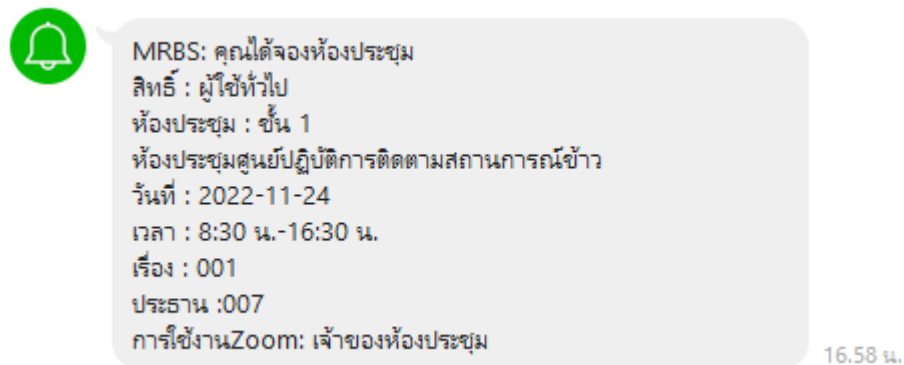 MRBS: คุณได้จองห้องประชุม
สิทธิ์ : ผู้ใช้ทั่วไป
ห้องประชุม : ชั้น 1
ห้องประชุมศูนย์ปฏิบัติการติดตามสถานการณ์ข้าว
วันที่ : 2022-11-24
เวลา : 8:30 น.-16:30 น.
เรื่อง : 001
ประธาน :007
การใช้งานZoom: เจ้าของห้องประชุม
16.58 น.